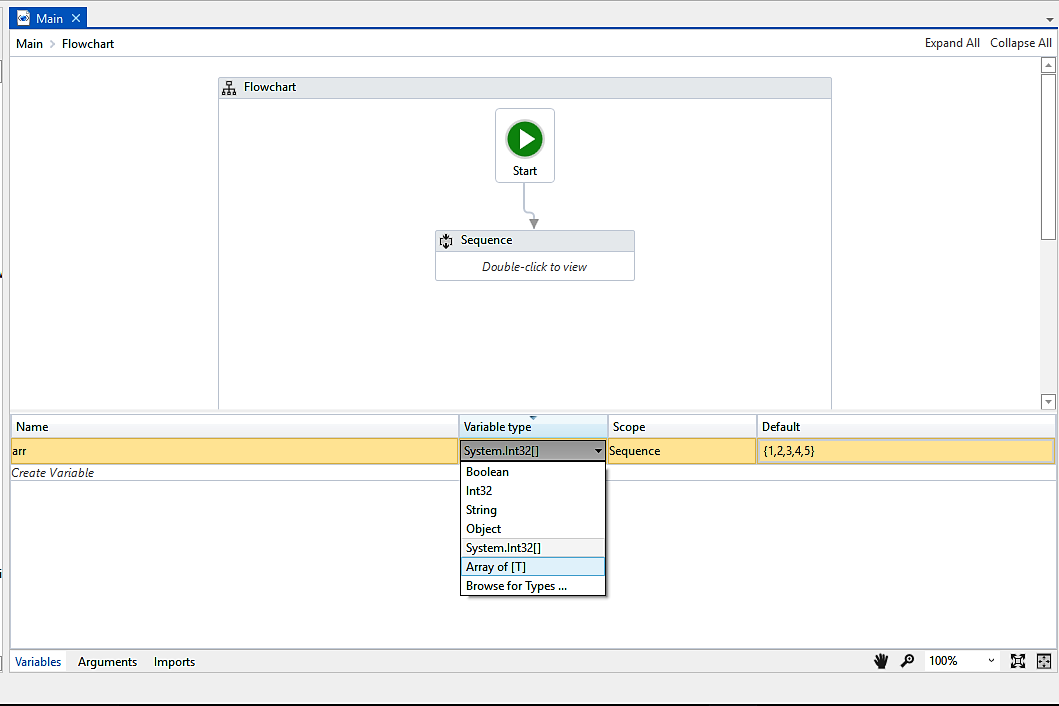 Main
Main > Flowchart
Expand All Collapse All
Flowchart
Start
Sequence
Double-click to view
Name Variable type Scope Default
arr System.Int32[] Sequence {1,2,3,4,5}
Create Variable
Boolean
Int32
String
Object
System.Int32[]
Array of [T]
Browse for Types ...
Variables Arguments Imports 100%